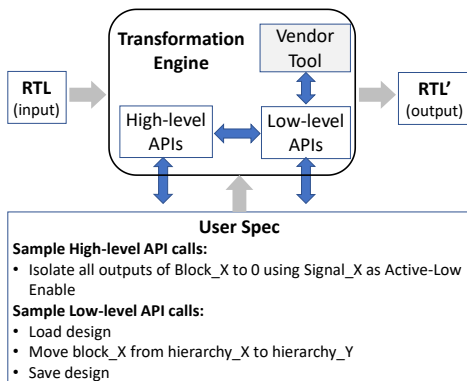 Transformation
Engine
Vendor
Tool
RTL
(input)
High-level
APIs
Low-level
APIs
RTL’
(output)
User Spec
Sample High-level API calls:
• Isolate all outputs of Block_X to 0 using Signal_X as Active-Low
Enable
Sample Low-level API calls:
• Load design
• Move block_X from hierarchy_X to hierarchy_Y
• Save design